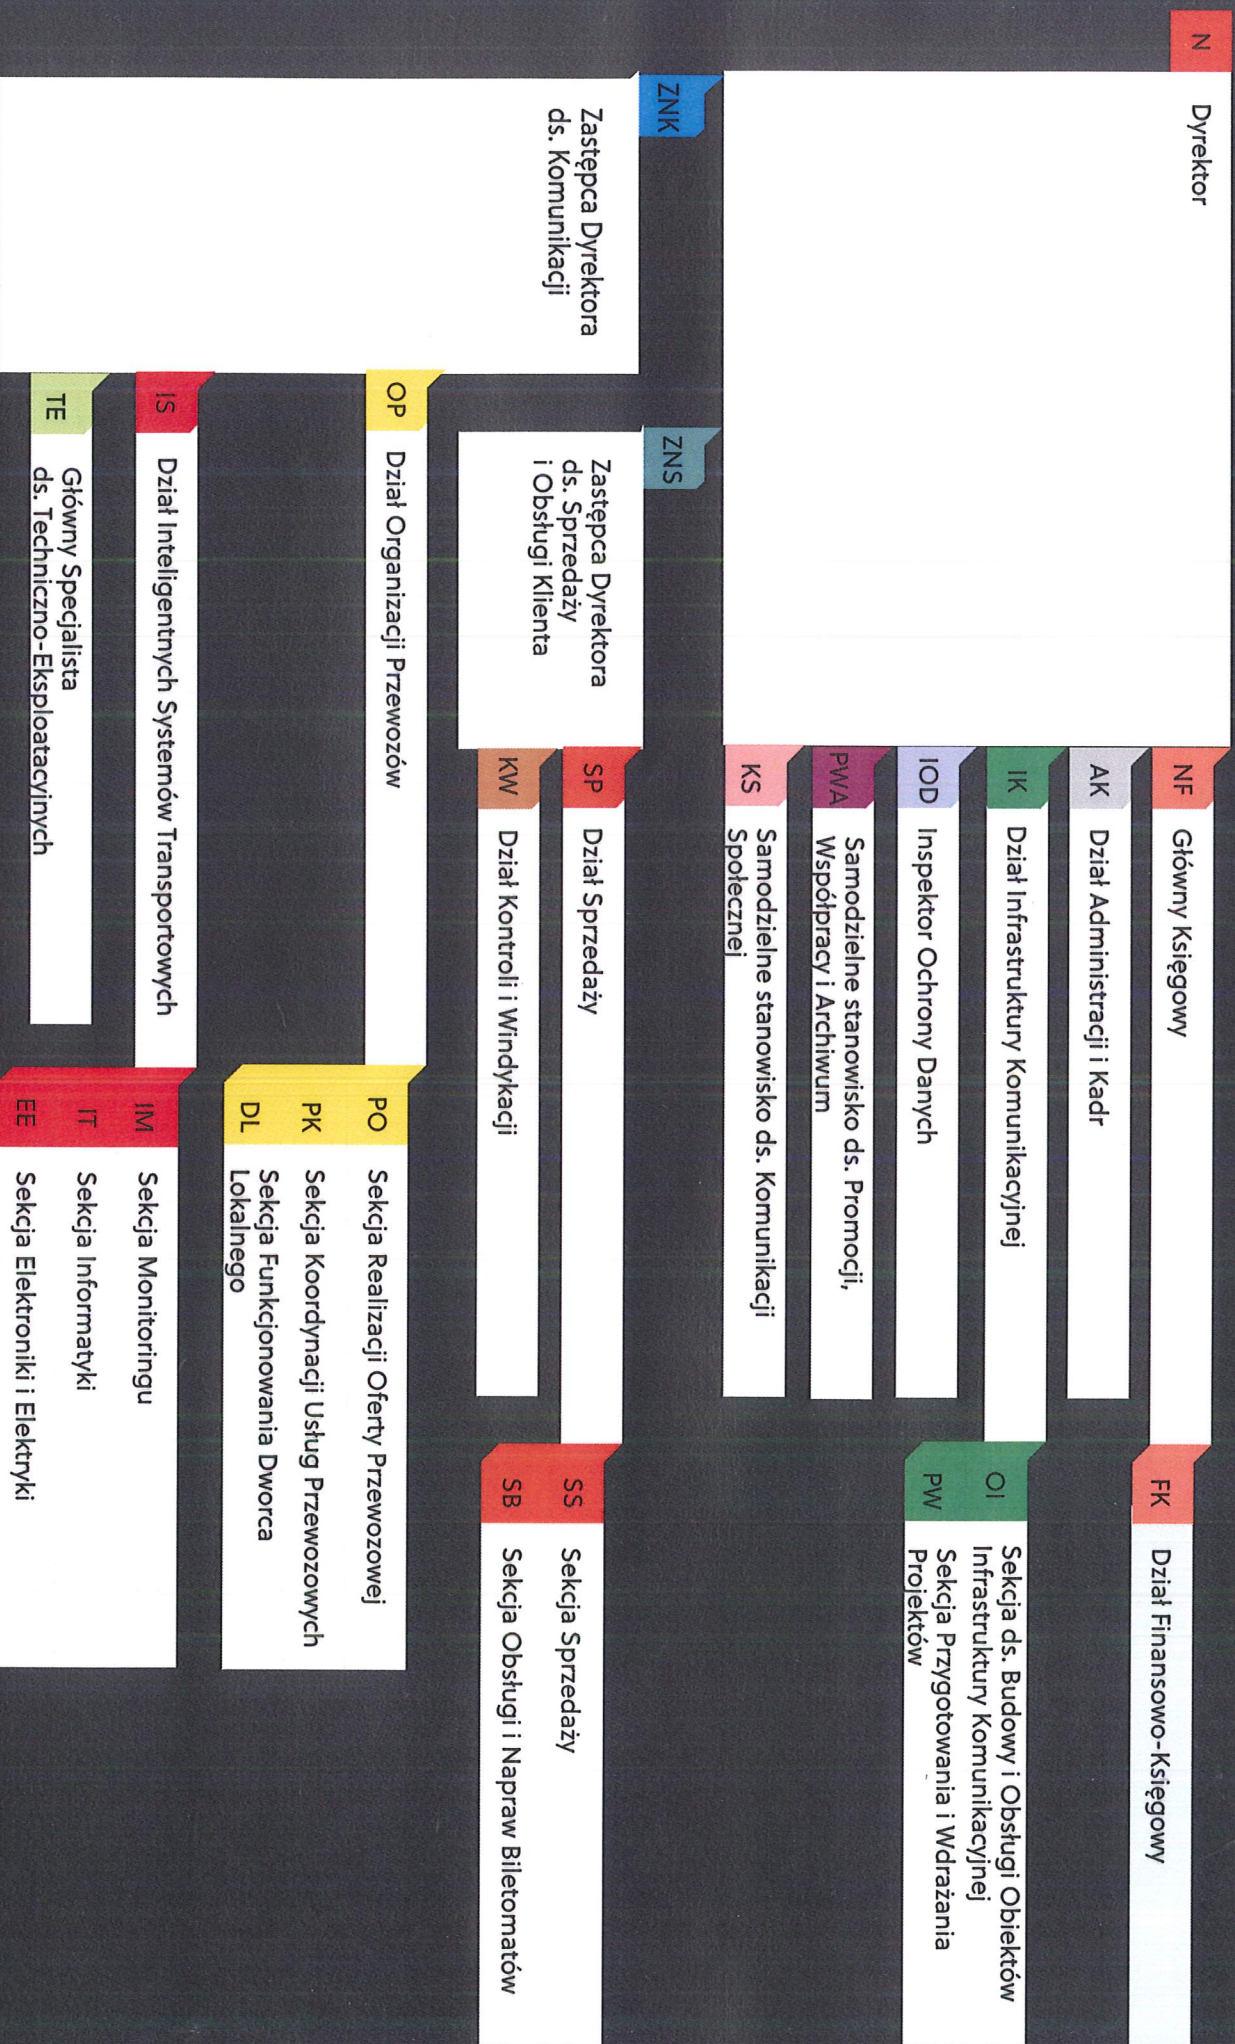 N
Dyrektor
NF
Główny Księgowy
FK
Dział Finansowo-Księgowy
AK
Dział Administracji i Kadr
IK
Dział Infrastruktury Komunikacyjnej
OI
Sekcja ds. Budowy i Obsługi Obiektów
Infrastruktury Komunikacyjnej
PW
Sekcja Przygotowania i Wdrażania
Projektów
IOD
Inspektor Ochrony Danych
PWA
Samodzielne stanowisko ds. Promocji,
Współpracy i Archiwum
KS
Samodzielne stanowisko ds. Komunikacji
Społecznej
ZNS
Zastępca Dyrektora
ds. Sprzedaży
i Obsługi Klienta
SP
Dział Sprzedaży
SS
Sekcja Sprzedaży
SB
Sekcja Obsługi i Napraw Biletomatów
KW
Dział Kontroli i Windykacji
ZNK
Zastępca Dyrektora
ds. Komunikacji
OP
Dział Organizacji Przewozów
PO
Sekcja Realizacji Oferty Przewozowej
PK
Sekcja Koordynacji Usług Przewozowych
DL
Sekcja Funkcjonowania Dworca
Lokalnego
IS
Dział Inteligentnych Systemów Transportowych
IM
Sekcja Monitoringu
IT
Sekcja Informatyki
EE
Sekcja Elektroniki i Elektryki
TE
Główny Specjalista
ds. Techniczno-Eksploatacyjnych